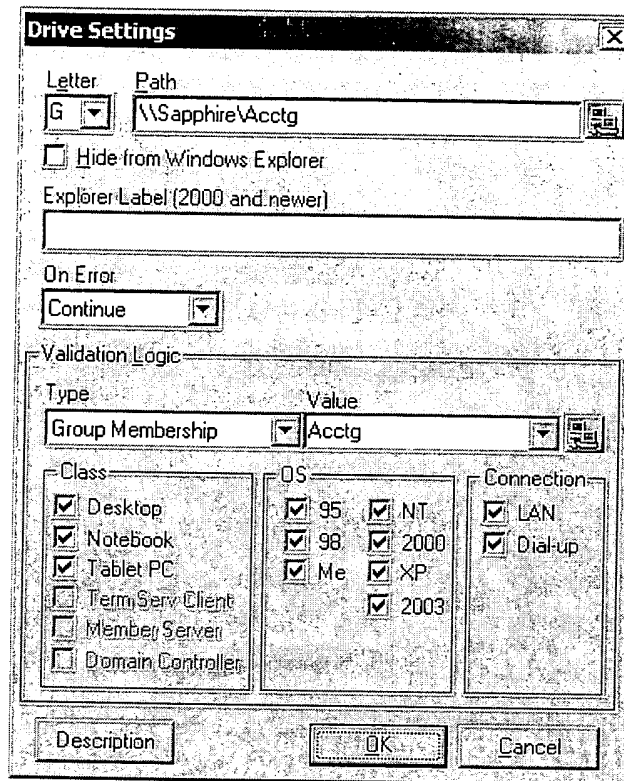 Drive Settings
Letter Path
G \\Sapphire\Acctg
Hide from Windows Explorer
Explorer Label (2000 and newer)
On Error
Continue
Validation Logic
Type Value
Group Membership Acctg
Class OS Connection
Desktop 95 NT LAN
Notebook 98 2000 Dial-up
Tablet PC Me XP
Term Serv Client 2003
Member Server
Domain Controller
Description OK Cancel